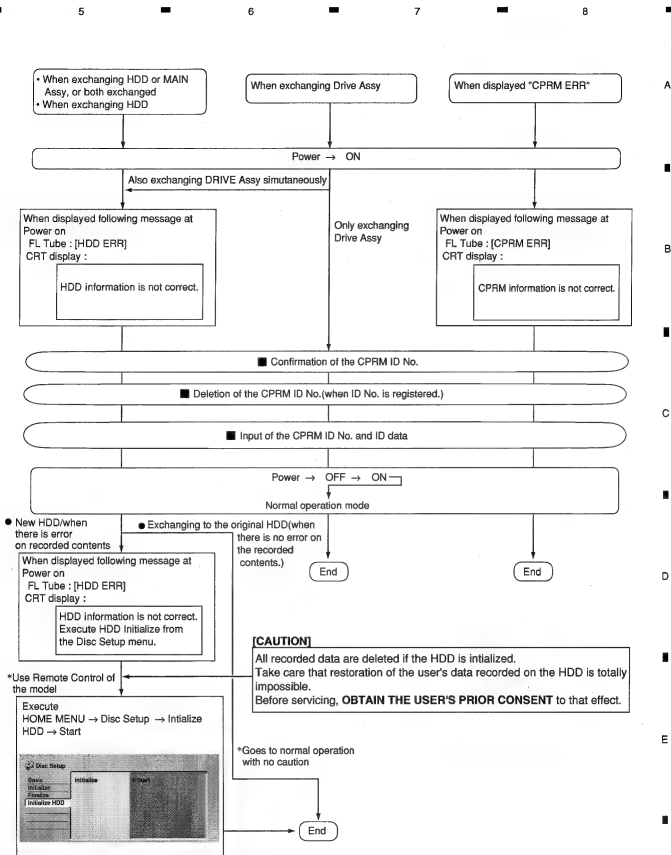 5 6 7 8
A
• When exchanging HDD or MAIN
Assy, or both exchanged
• When exchanging HDD
When exchanging Drive Assy
When displayed "CPRM ERR"
Power → ON
Also exchanging DRIVE Assy simutaneously
When displayed following message at
Power on
FL Tube : [HDD ERR]
CRT display :
HDD information is not correct.
Only exchanging
Drive Assy
When displayed following message at
Power on
FL Tube : [CPRM ERR]
CRT display :
CPRM information is not correct.
B
■ Confirmation of the CPRM ID No.
■ Deletion of the CPRM ID No.(when ID No. is registered.)
C
■ Input of the CPRM ID No. and ID data
Power → OFF → ON
Normal operation mode
● New HDD/when
there is error
on recorded contents
● Exchanging to the original HDD(when
there is no error on
the recorded
contents.)
End
End
When displayed following message at
Power on
FL Tube : [HDD ERR]
CRT display :
HDD information is not correct.
Execute HDD Initialize from
the Disc Setup menu.
D
[CAUTION]
All recorded data are deleted if the HDD is intialized.
Take care that restoration of the user's data recorded on the HDD is totally
impossible.
Before servicing, OBTAIN THE USER'S PRIOR CONSENT to that effect.
*Use Remote Control of
the model
Execute
HOME MENU → Disc Setup → Intialize
HDD → Start
E
*Goes to normal operation
with no caution
Disc Setup
Basic
Initialize
Finalize
Initialize HDD
Initialize
Start
End